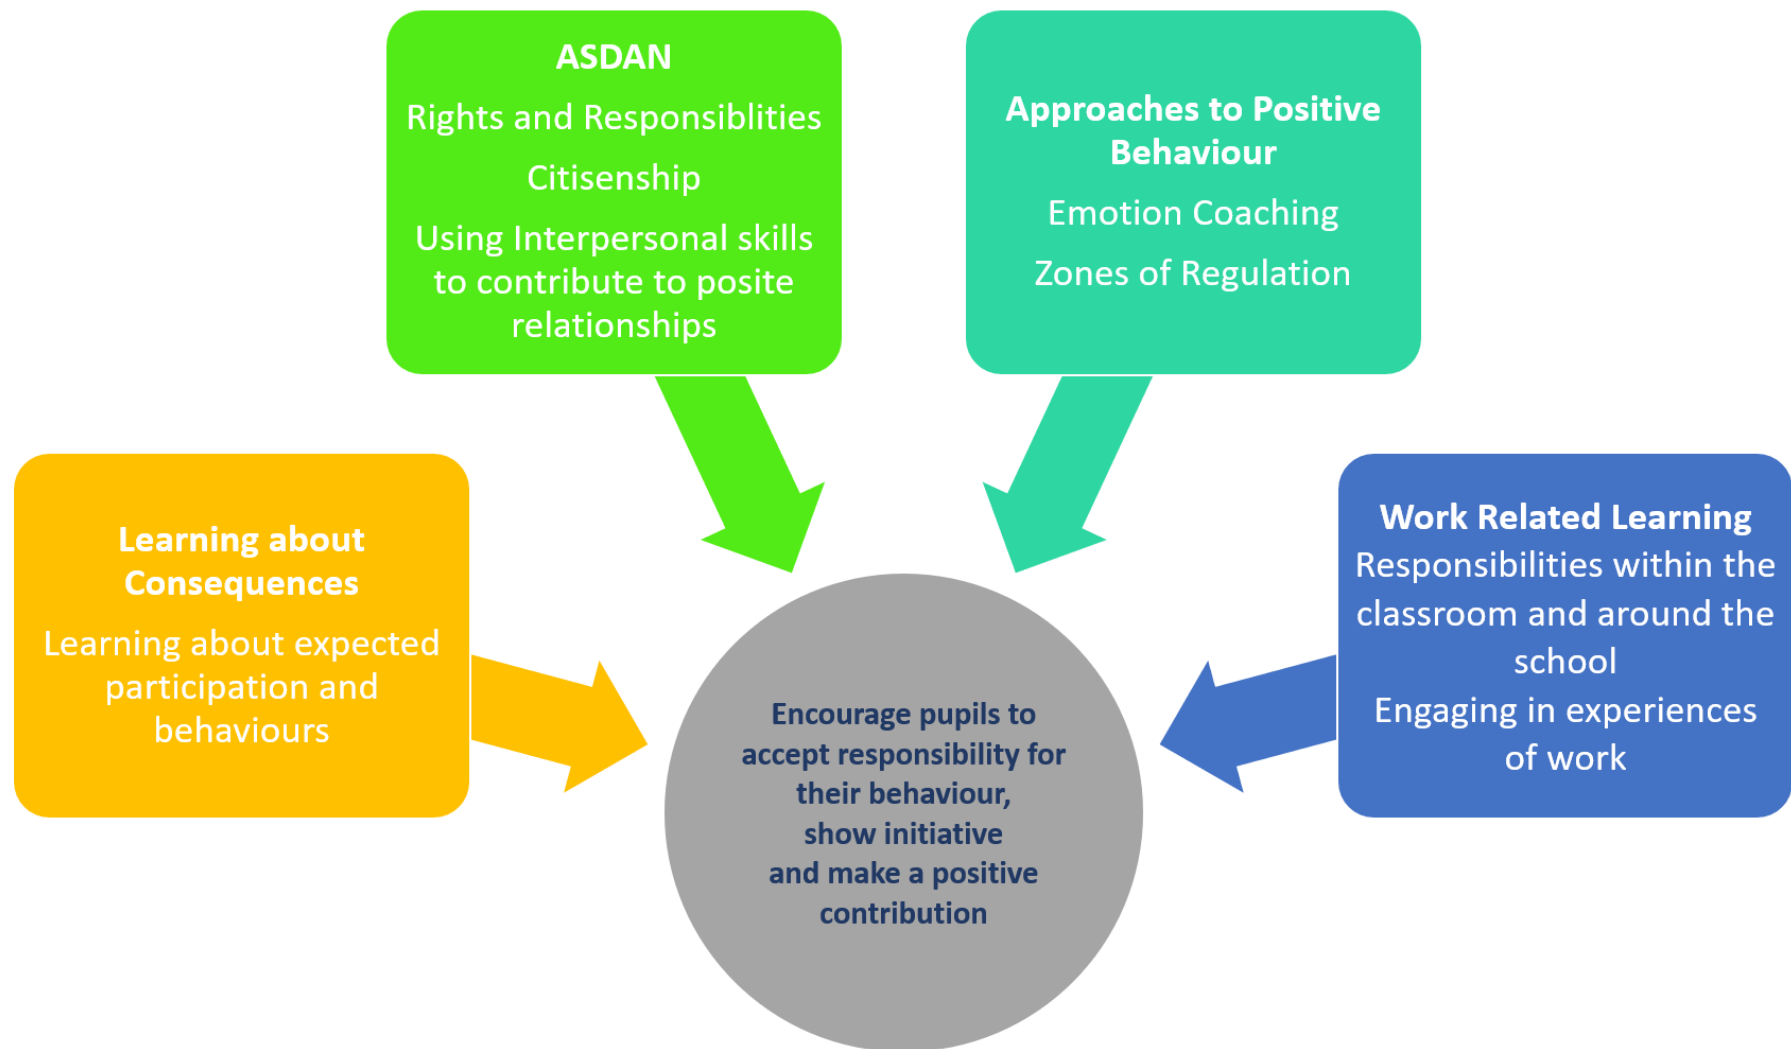 ASDAN
Rights and Responsiblities
Citisenship
Using Interpersonal skills
to contribute to posite
relationships
Approaches to Positive
Behaviour
Emotion Coaching
Zones of Regulation
Learning about
Consequences
Learning about expected
participation and
behaviours
Work Related Learning
Responsibilities within the
classroom and around the
school
Engaging in experiences
of work
Encourage pupils to
accept responsibility for
their behaviour,
show initiative
and make a positive
contribution